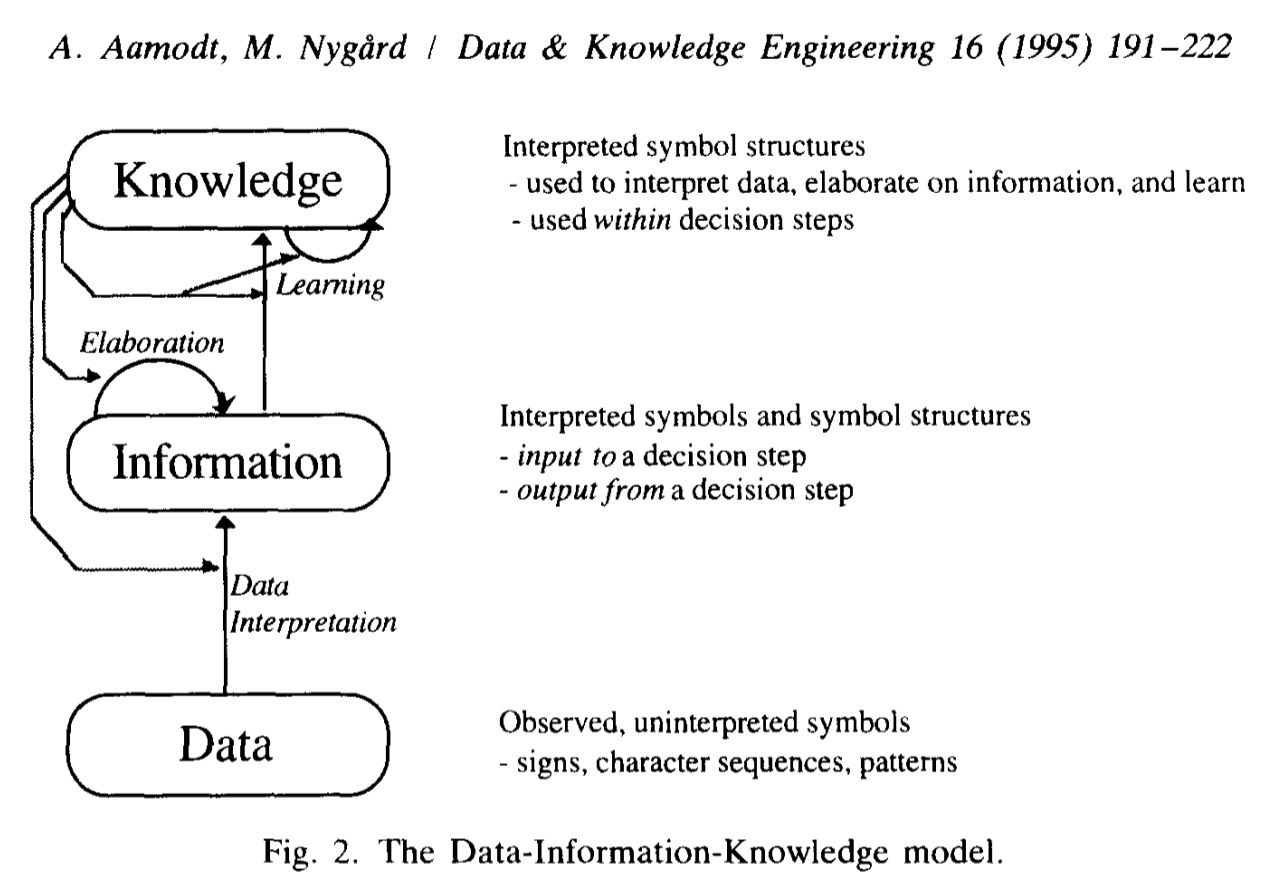 A. Aamodt, M. Nygård / Data & Knowledge Engineering 16 (1995) 191–222
Knowledge
Interpreted symbol structures
- used to interpret data, elaborate on information, and learn
- used within decision steps
Learning
Elaboration
Information
Interpreted symbols and symbol structures
- input to a decision step
- output from a decision step
Data
Interpretation
Data
Observed, uninterpreted symbols
- signs, character sequences, patterns
Fig. 2. The Data-Information-Knowledge model.